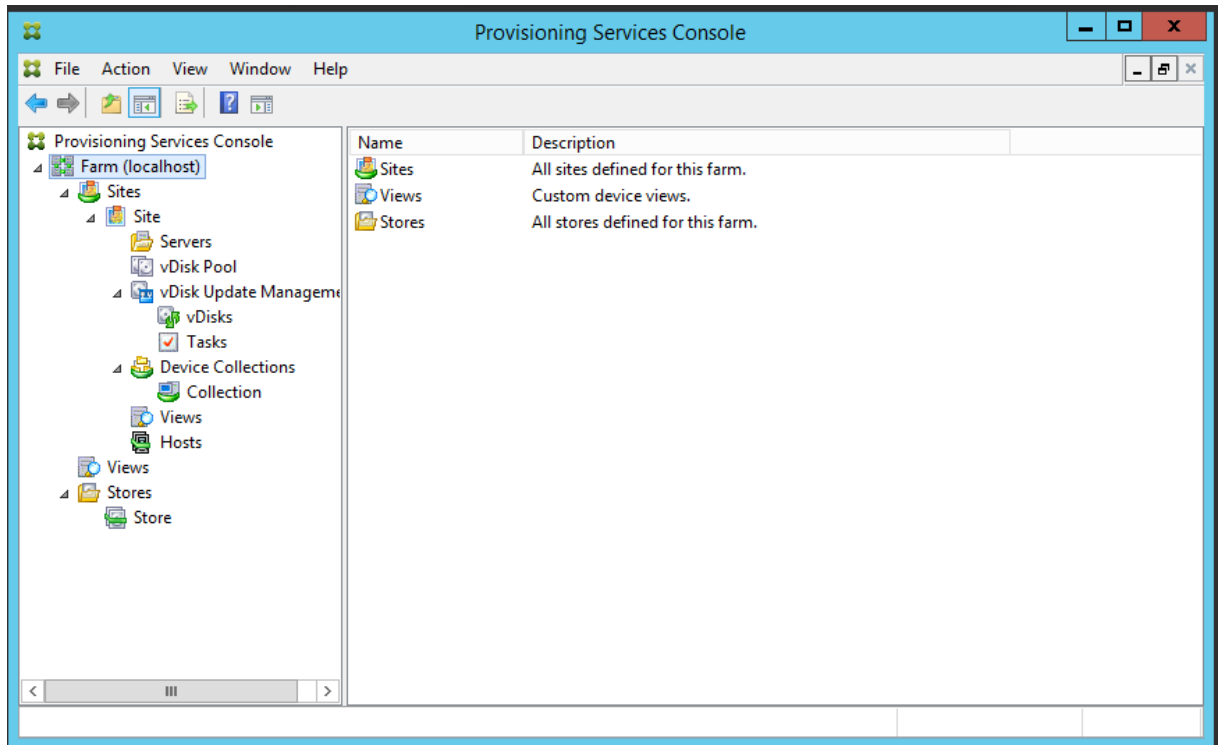 Provisioning Services Console
File Action View Window Help
Provisioning Services Console
Farm (localhost)
Sites
Site
Servers
vDisk Pool
vDisk Update Manageme
vDisks
Tasks
Device Collections
Collection
Views
Hosts
Views
Stores
Store
Name Description
Sites All sites defined for this farm.
Views Custom device views.
Stores All stores defined for this farm.